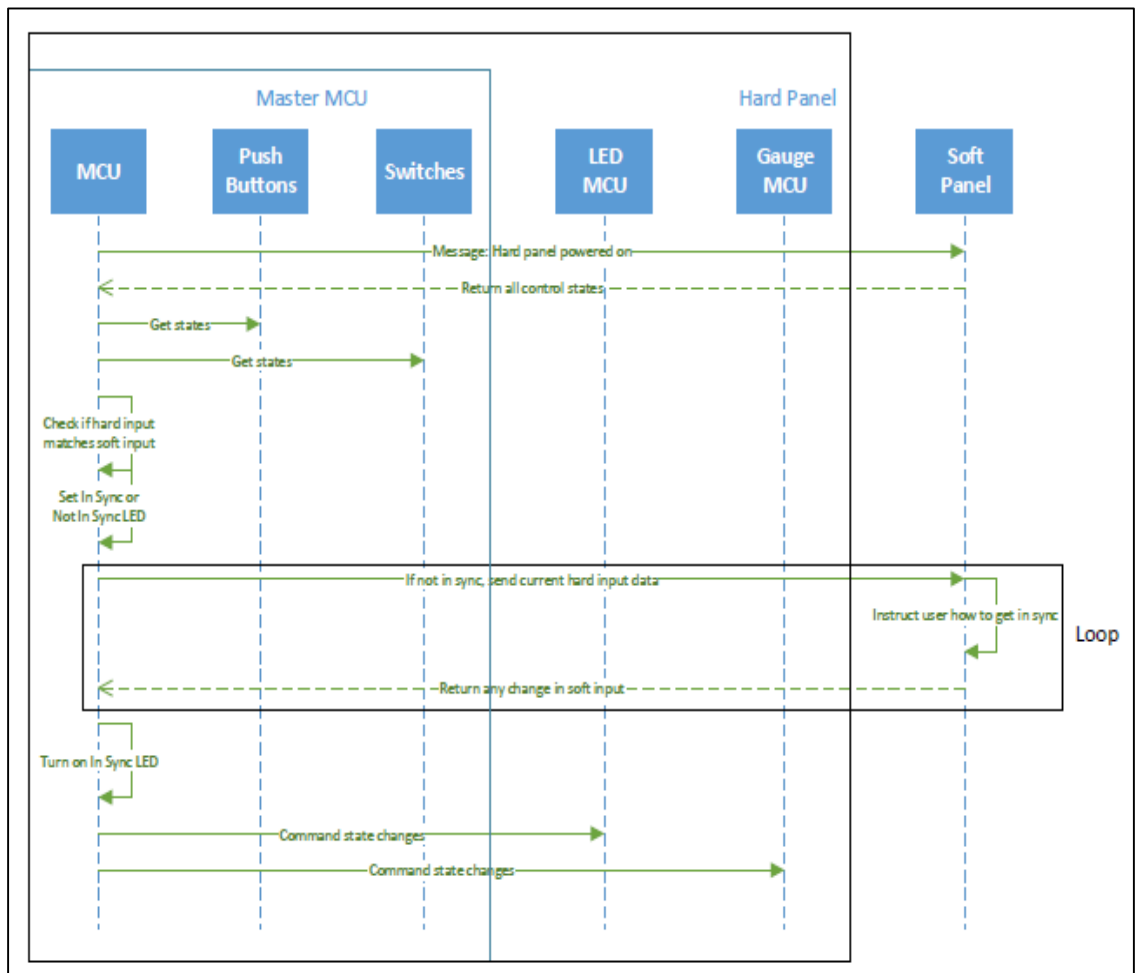 Master MCU
Hard Panel
MCU
Push
Buttons
Switches
LED
MCU
Gauge
MCU
Soft
Panel
Message: Hard panel powered on
Return all control states
Get states
Get states
Check if hard input
matches soft input
Set In Sync or
Not In Sync LED
If not in sync, send current hard input data
Instruct user how to get in sync
Loop
Return any change in soft input
Turn on In Sync LED
Command state changes
Command state changes